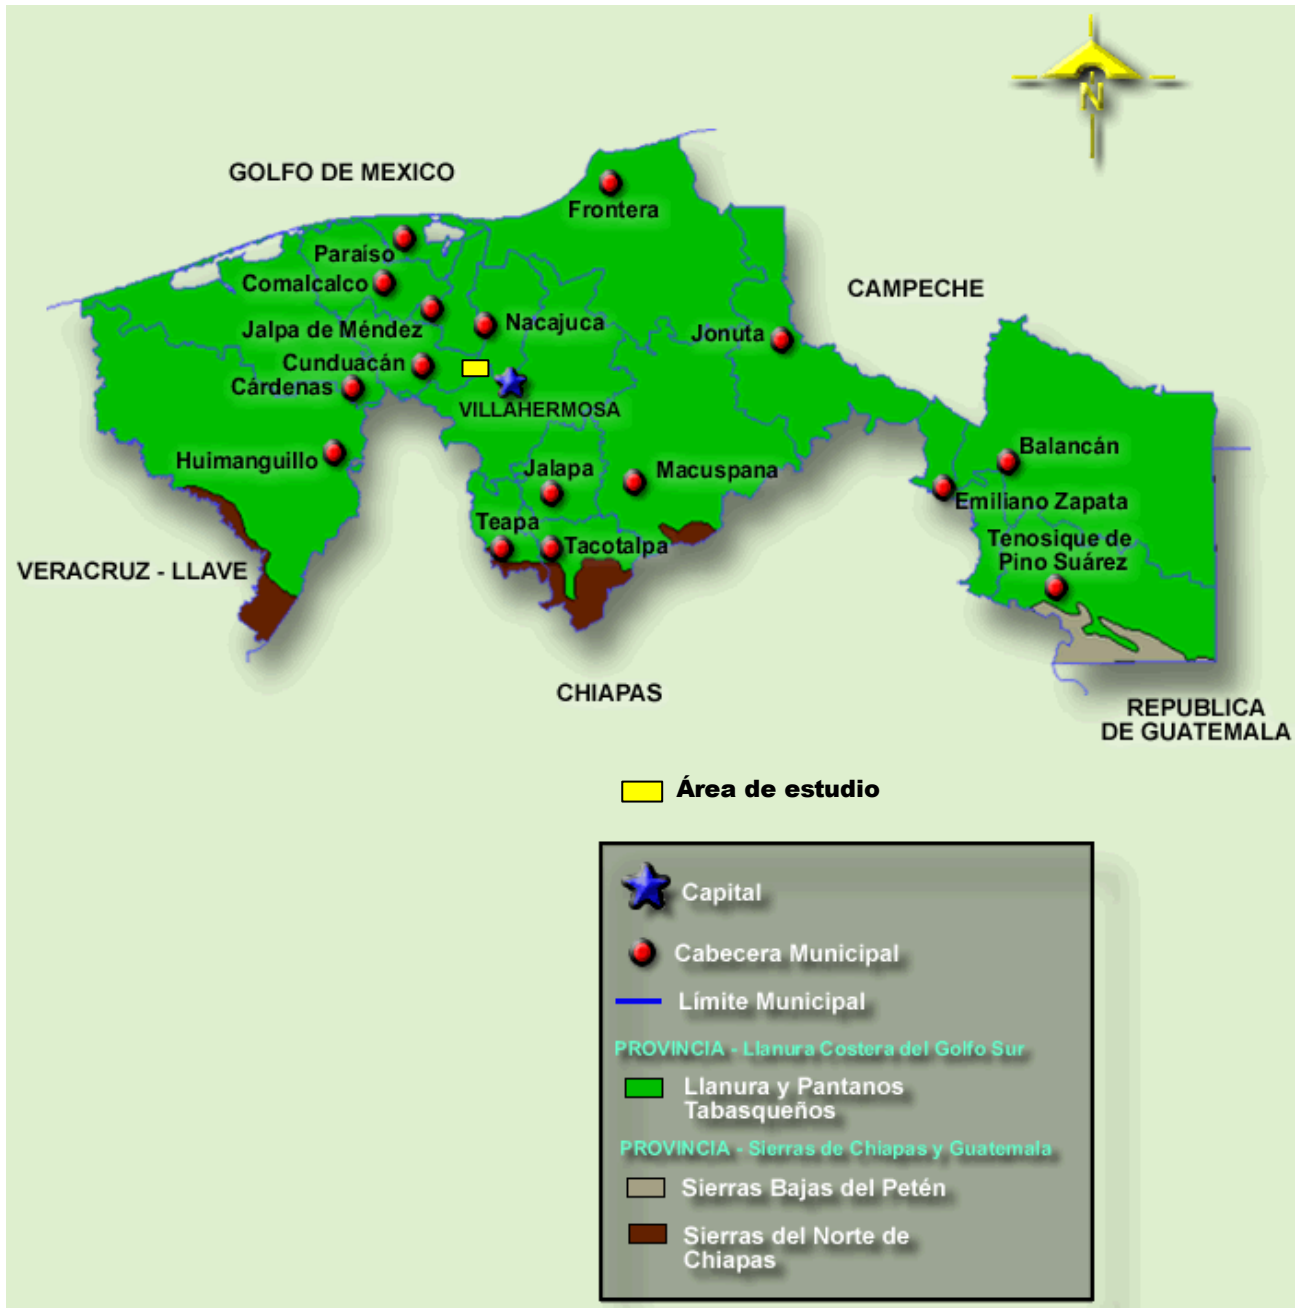 N
GOLFO DE MEXICO
Frontera
Paraíso
Comalcalco
CAMPECHE
Jalpa de Méndez
Nacajuca
Jonuta
Cunduacán
Cárdenas
VILLAHERMOSA
Huimanguillo
Jalapa
Macuspana
Balancán
Emiliano Zapata
Teapa
Tacotalpa
Tenosique de
Pino Suárez
VERACRUZ - LLAVE
CHIAPAS
REPUBLICA
DE GUATEMALA
Área de estudio
Capital
Cabecera Municipal
Límite Municipal
PROVINCIA - Llanura Costera del Golfo Sur
Llanura y Pantanos
Tabasqueños
PROVINCIA - Sierras de Chiapas y Guatemala
Sierras Bajas del Petén
Sierras del Norte de
Chiapas